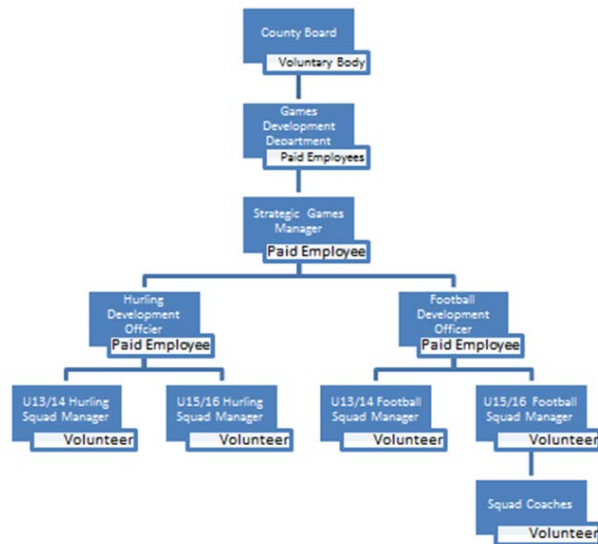 County Board
Voluntary Body
Games
Development
Department
Paid Employees
Strategic Games
Manager
Paid Employee
Hurling
Development
Offcier
Paid Employee
Football
Development
Officer
Paid Employee
U13/14 Hurling
Squad Manager
Volunteer
U15/16 Hurling
Squad Manager
Volunteer
U13/14 Football
Squad Manager
Volunteer
U15/16 Football
Squad Manager
Volunteer
Squad Coaches
Volunteer